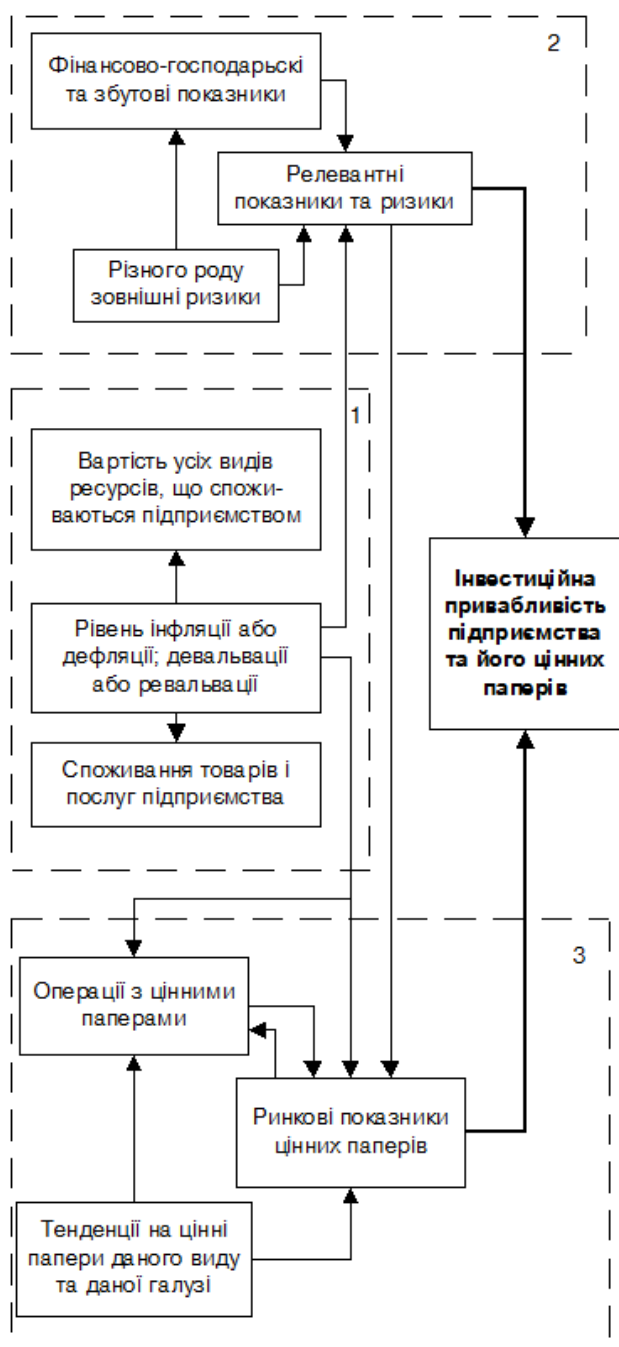 2
Фінансово-господарьскі
та збутові показники
Релевантні
показники та ризики
Різного роду
зовнішні ризики
1
Вартість усіх видів
ресурсів, що спожи-
ваються підприємством
Рівень інфляції або
дефляції; девальвації
або ревальвації
Споживання товарів і
послуг підприємства
Інвестиційна
привабливість
підприємства
та його цінних
паперів
3
Операції з цінними
паперами
Ринкові показники
цінних паперів
Тенденції на цінні
папери даного виду
та даної галузі